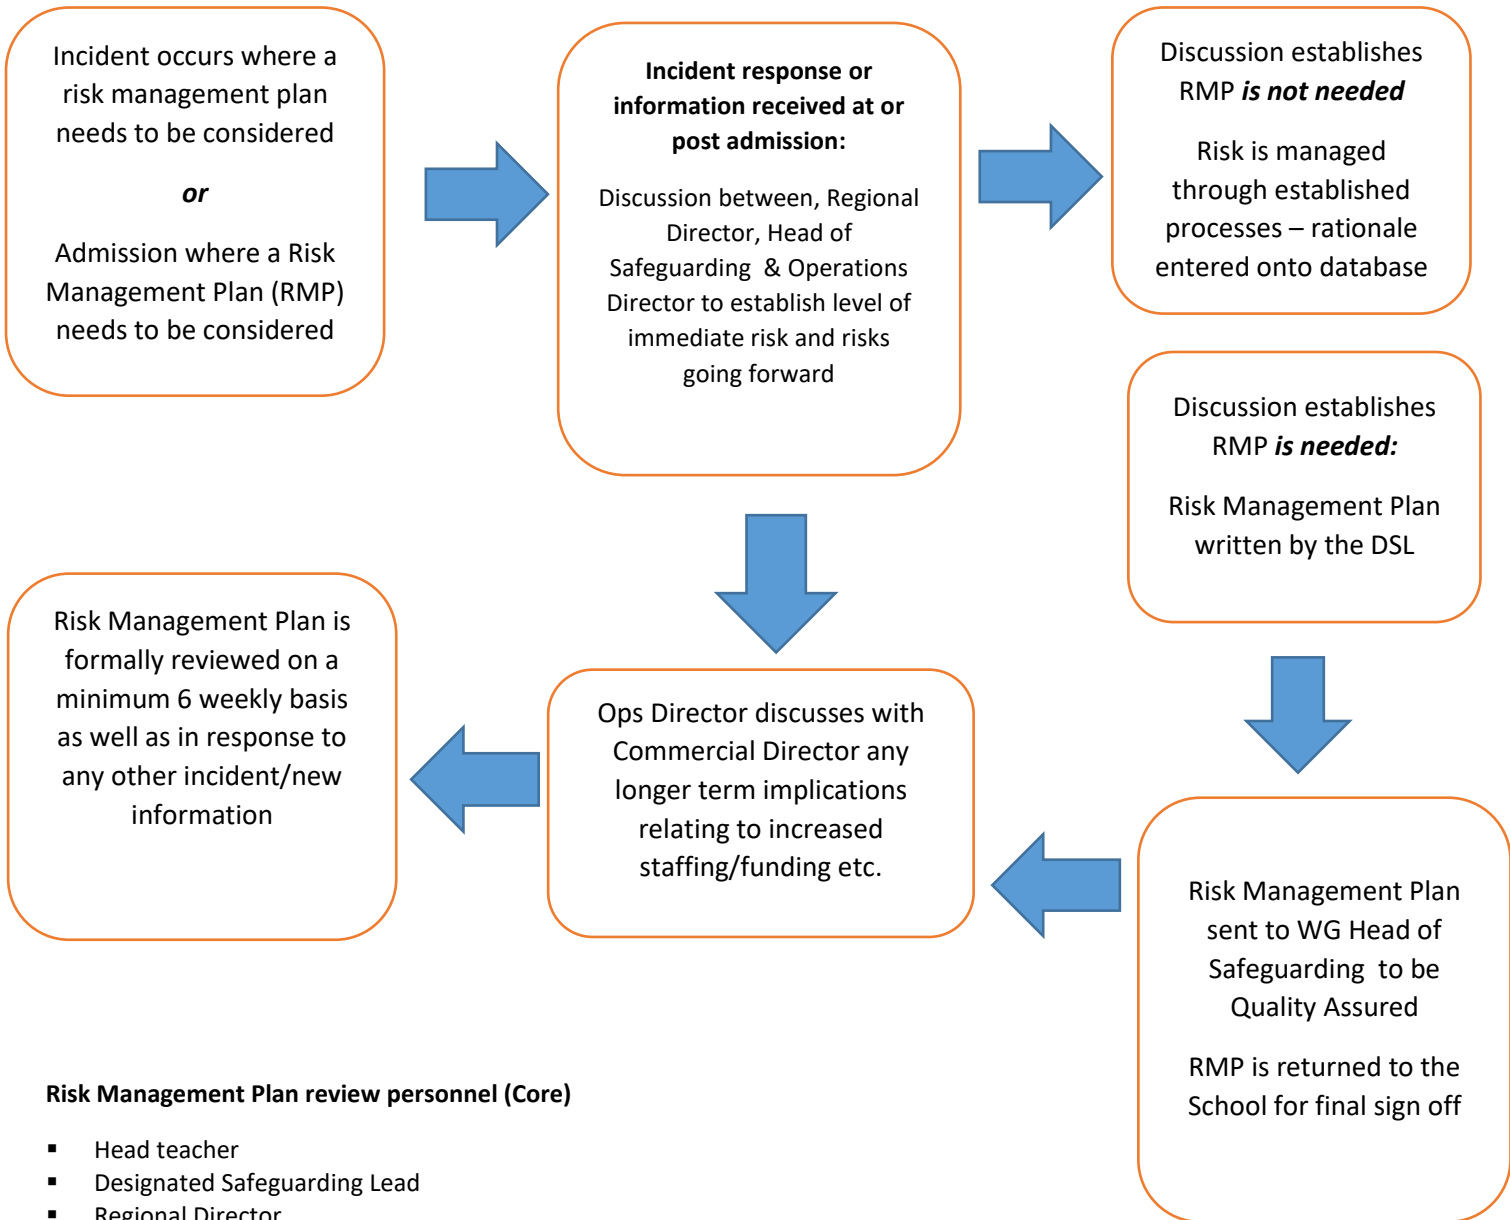 Incident occurs where a
risk management plan
needs to be considered
or
Admission where a Risk
Management Plan (RMP)
needs to be considered
Incident response or
information received at or
post admission:
Discussion between, Regional
Director, Head of
Safeguarding & Operations
Director to establish level of
immediate risk and risks
going forward
Discussion establishes
RMP is not needed
Risk is managed
through established
processes – rationale
entered onto database
Discussion establishes
RMP is needed:
Risk Management Plan
written by the DSL
Risk Management Plan
sent to WG Head of
Safeguarding to be
Quality Assured
RMP is returned to the
School for final sign off
Ops Director discusses with
Commercial Director any
longer term implications
relating to increased
staffing/funding etc.
Risk Management Plan is
formally reviewed on a
minimum 6 weekly basis
as well as in response to
any other incident/new
information
Risk Management Plan review personnel (Core)
▪ Head teacher
▪ Designated Safeguarding Lead
▪ Regional Director